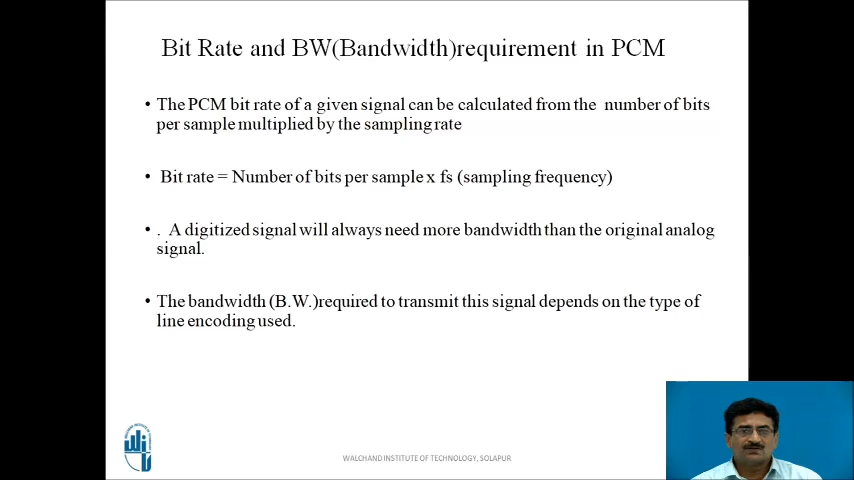 Bit Rate and BW(Bandwidth)requirement in PCM
• The PCM bit rate of a given signal can be calculated from the number of bits
per sample multiplied by the sampling rate
• Bit rate = Number of bits per sample x fs (sampling frequency)
• . A digitized signal will always need more bandwidth than the original analog
signal.
• The bandwidth (B.W.)required to transmit this signal depends on the type of
line encoding used.
WALCHAND INSTITUTE OF TECHNOLOGY, SOLAPUR